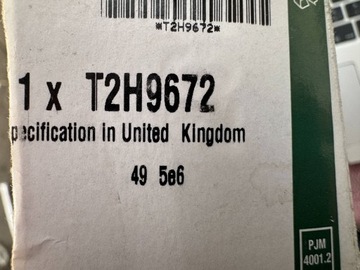 *T2H9672*
1 x T2H9672
pecification in United Kingdom
49 5e6
PJM
4001.2